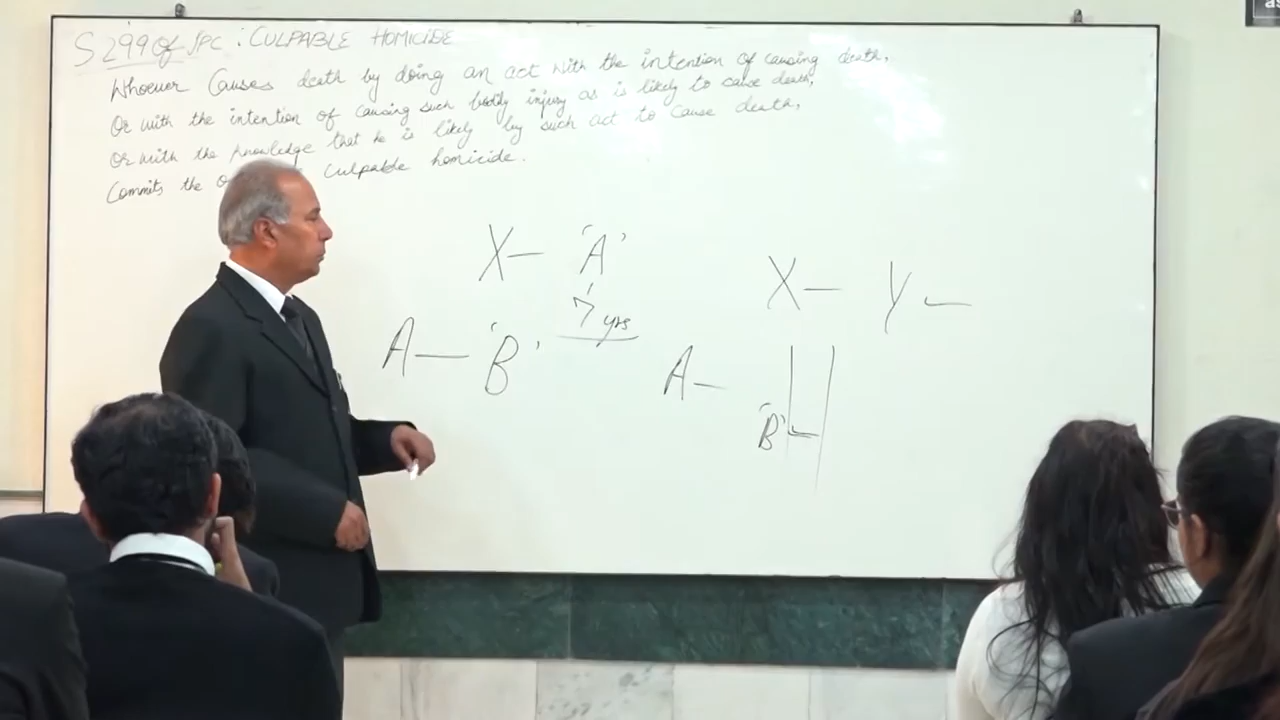 S 299 of IPC : CULPABLE HOMICIDE
Whoever Causes death by doing an act with the intention of causing death,
Or with the intention of causing such bodily injury as is likely to cause death,
Or with the knowledge that he is likely by such act to cause death,
Commits the culpable homicide.
X — 'A'
7 yrs
A — 'B'
X — Y —
A —
'B'
as